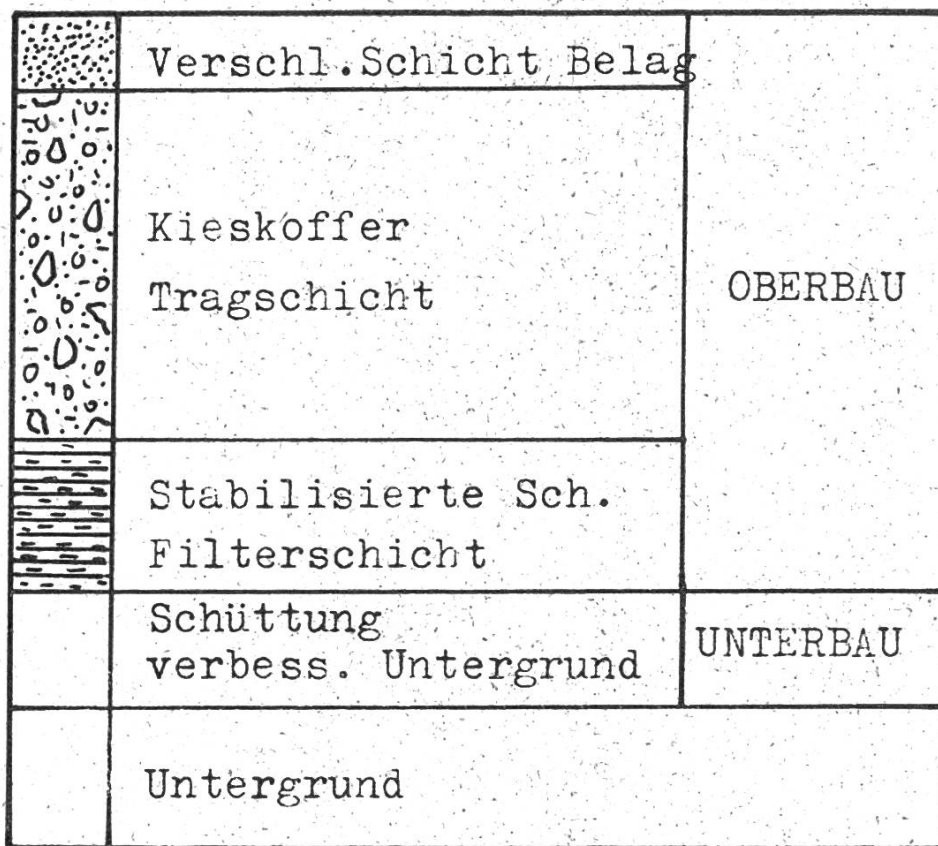 Verschl.Schicht Belag
Kieskoffer
Tragschicht
OBERBAU
Stabilisierte Sch.
Filterschicht
Schüttung
verbess. Untergrund
UNTERBAU
Untergrund